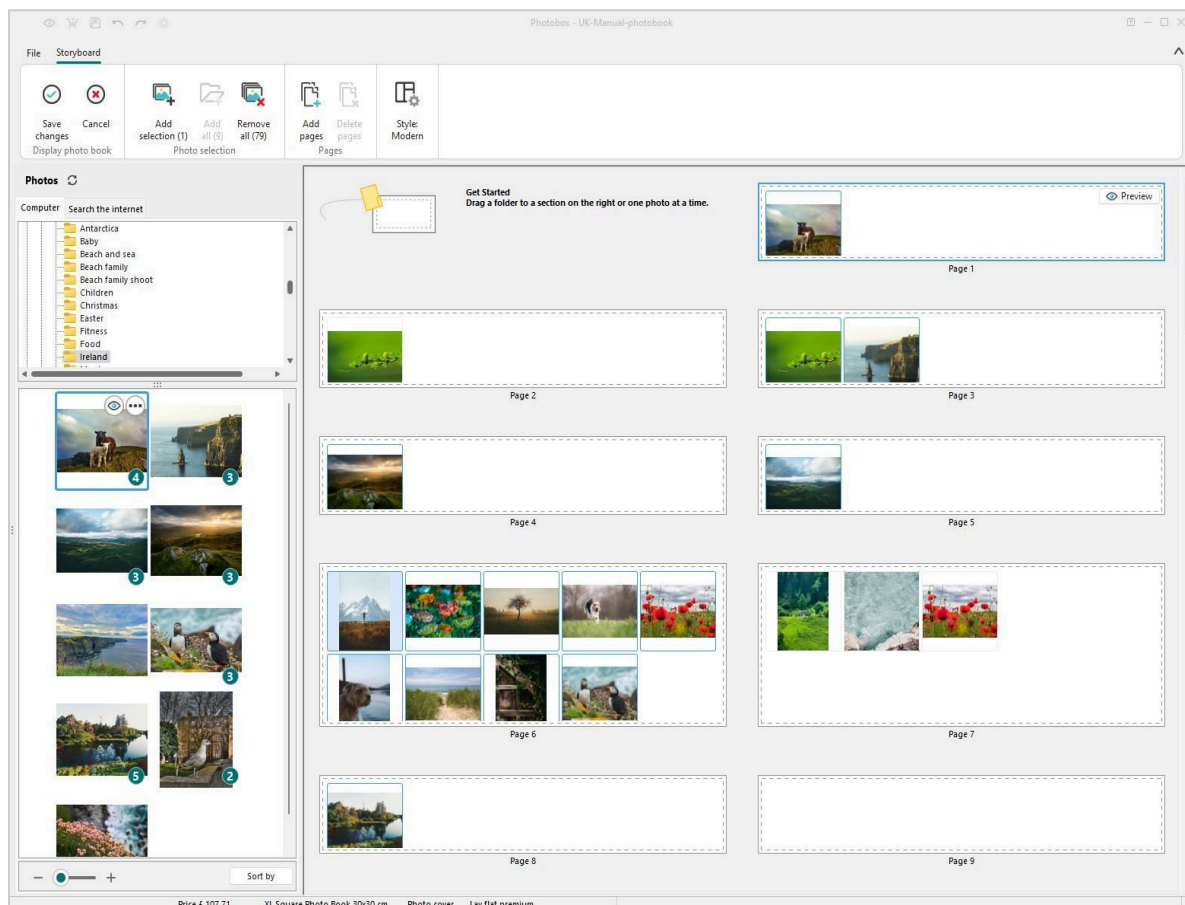 Photobox - UK-Manual-photobook
File Storyboard
Save changes
Cancel
Add selection (1)
Add all (9)
Remove all (79)
Add pages
Delete pages
Style: Modern
Display photo book
Photo selection
Pages
Photos
Computer
Search the internet
Antarctica
Baby
Beach and sea
Beach family
Beach family shoot
Children
Christmas
Easter
Fitness
Food
Ireland
4
3
3
3
3
5
2
Sort by
Get Started
Drag a folder to a section on the right or one photo at a time.
Preview
Page 1
Page 2
Page 3
Page 4
Page 5
Page 6
Page 7
Page 8
Page 9
Price £ 107.71 XL Square Photo Book 30x30 cm Photo cover Lay flat premium